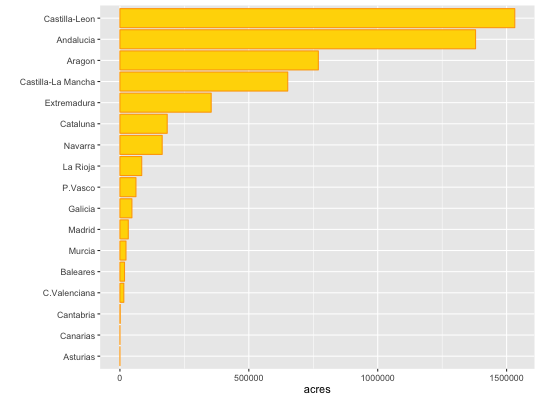 Castilla-Leon
Andalucia
Aragon
Castilla-La Mancha
Extremadura
Cataluna
Navarra
La Rioja
P.Vasco
Galicia
Madrid
Murcia
Baleares
C.Valenciana
Cantabria
Canarias
Asturias
0 500000 1000000 1500000
acres